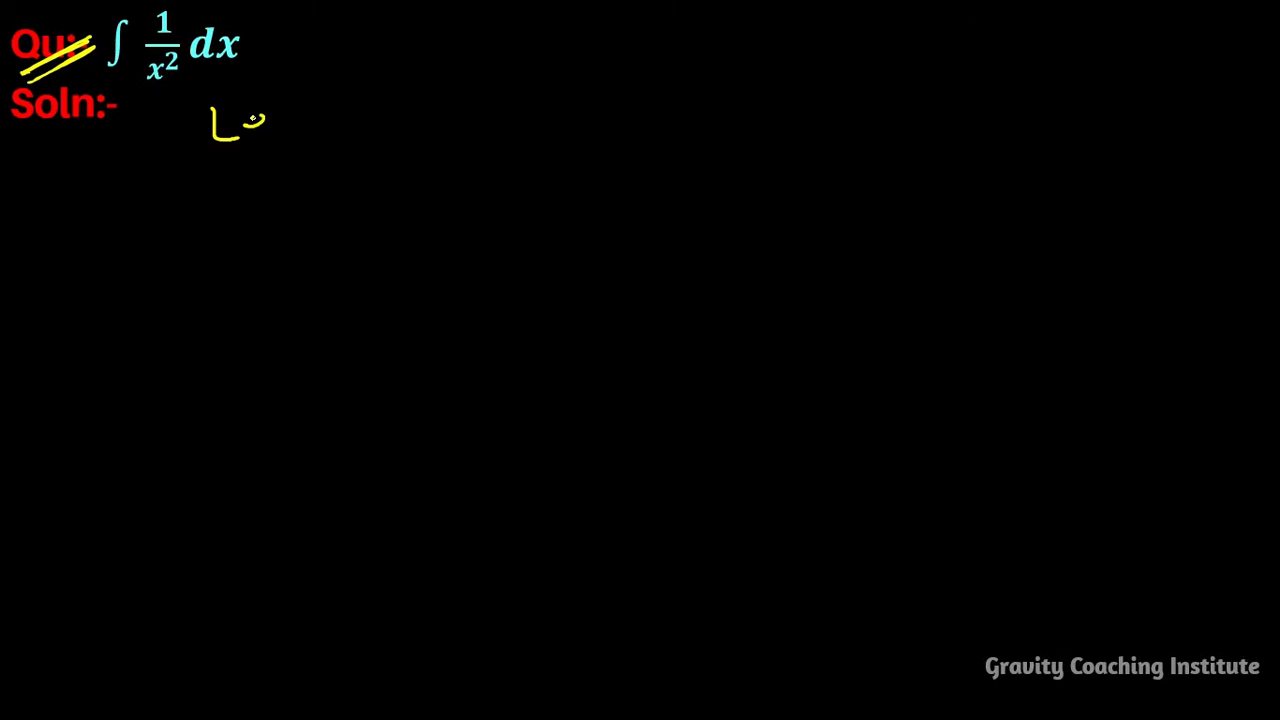 Qu:- ∫ 1/x² dx
Soln:-
L
Gravity Coaching Institute